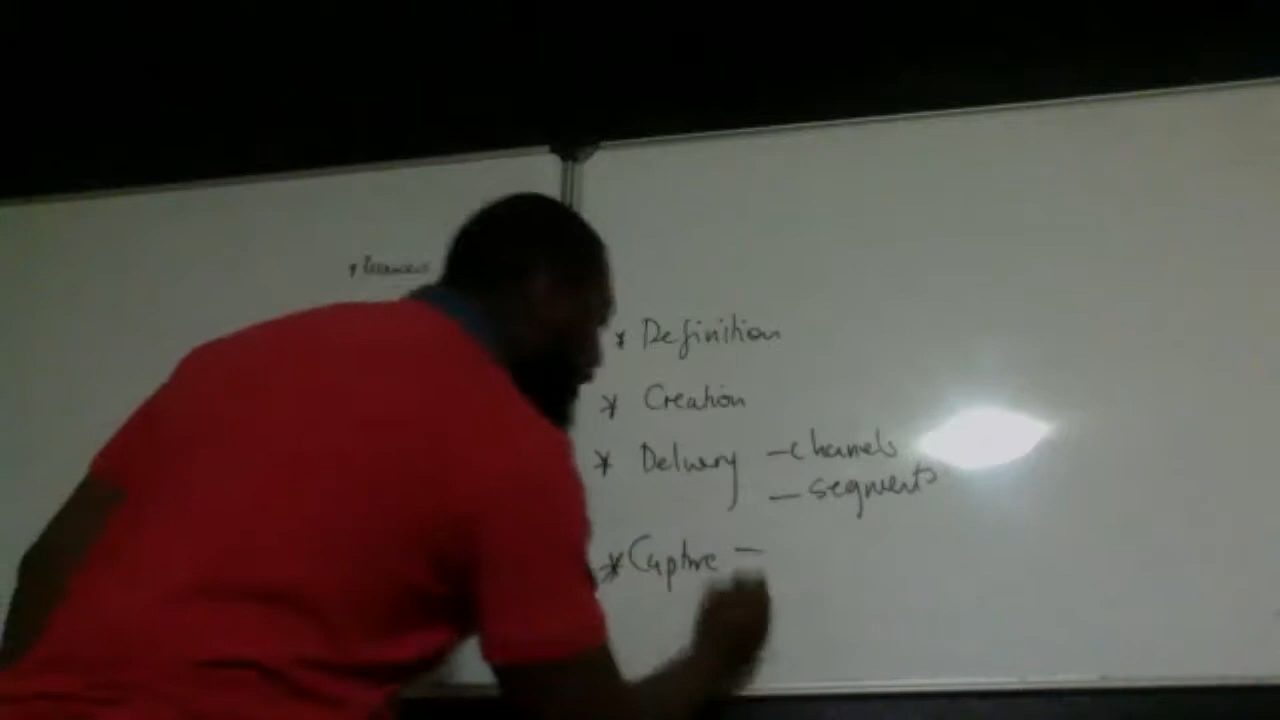 * Definition
* Creation
* Delivery - channels
- segments
* Capture -